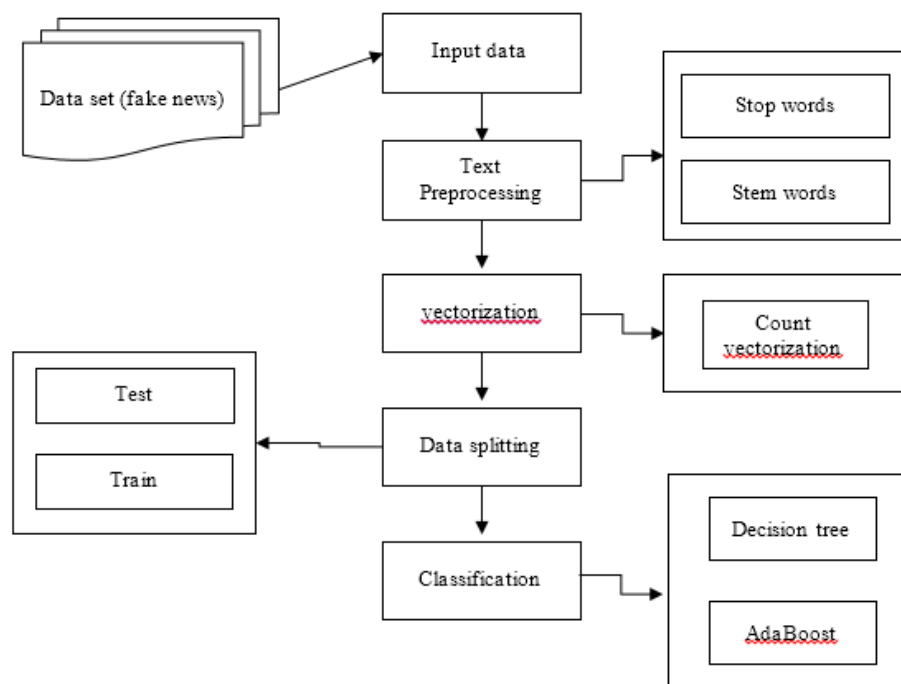 Data set (fake news)
Input data
Text
Preprocessing
Stop words
Stem words
vectorization
Count
vectorization
Data splitting
Test
Train
Classification
Decision tree
AdaBoost